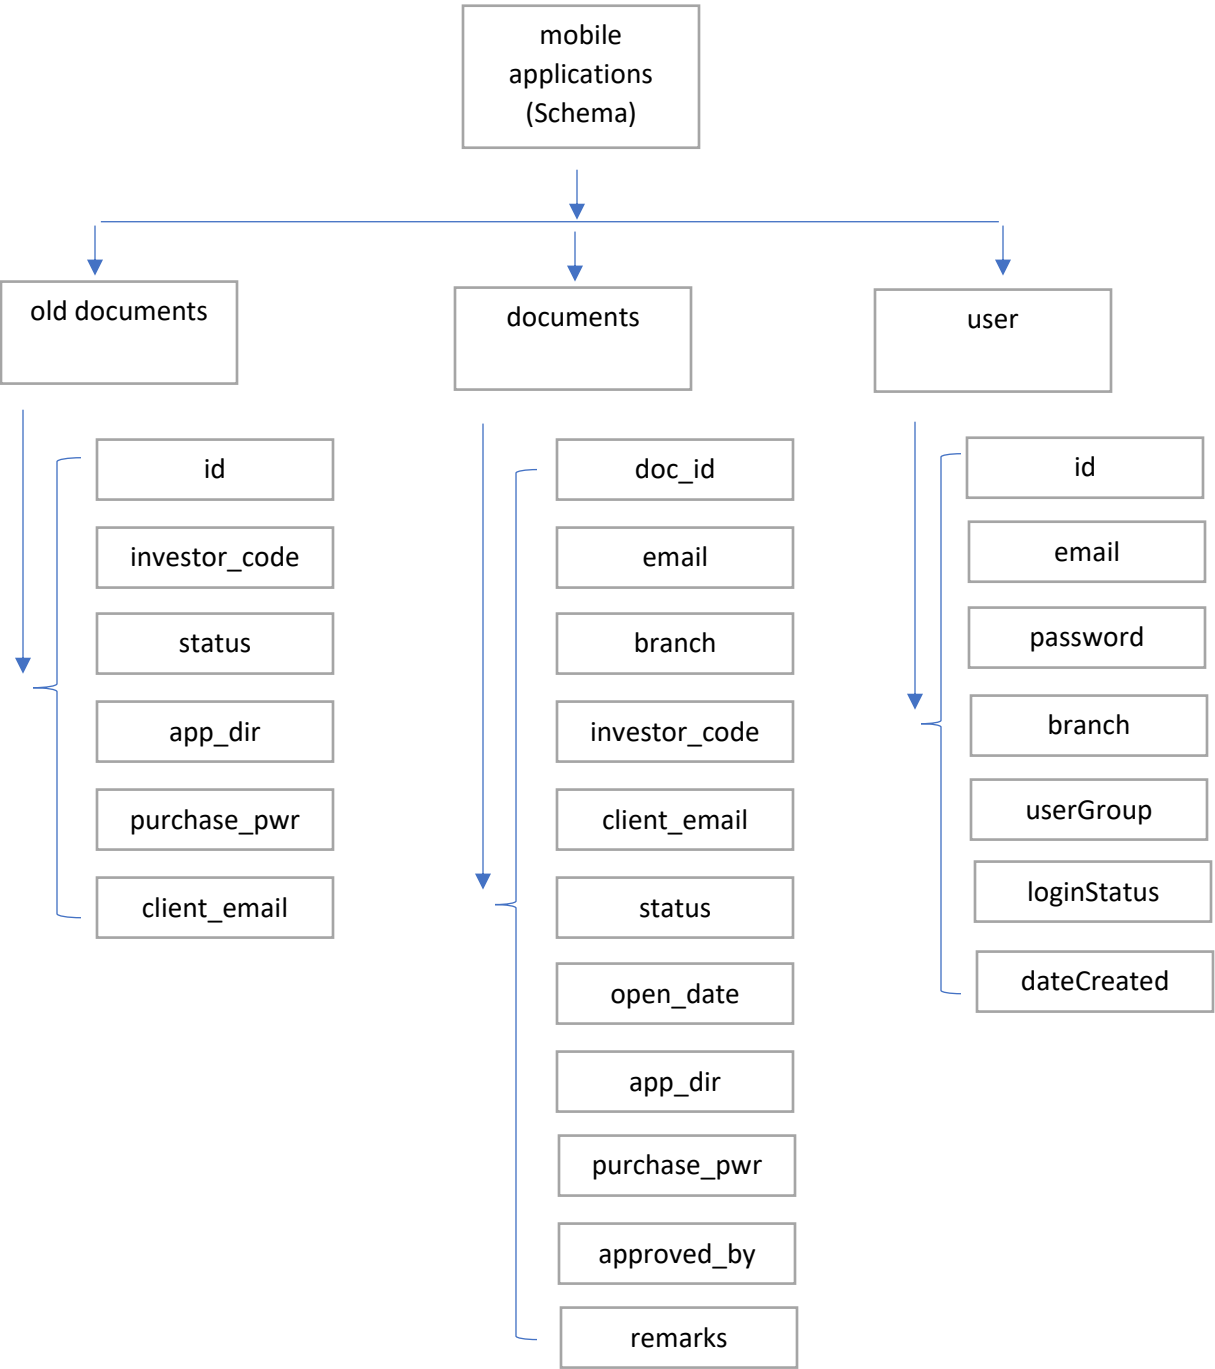 mobile
applications
(Schema)
old documents
documents
user
id
investor_code
status
app_dir
purchase_pwr
client_email
doc_id
email
branch
investor_code
client_email
status
open_date
app_dir
purchase_pwr
approved_by
remarks
id
email
password
branch
userGroup
loginStatus
dateCreated